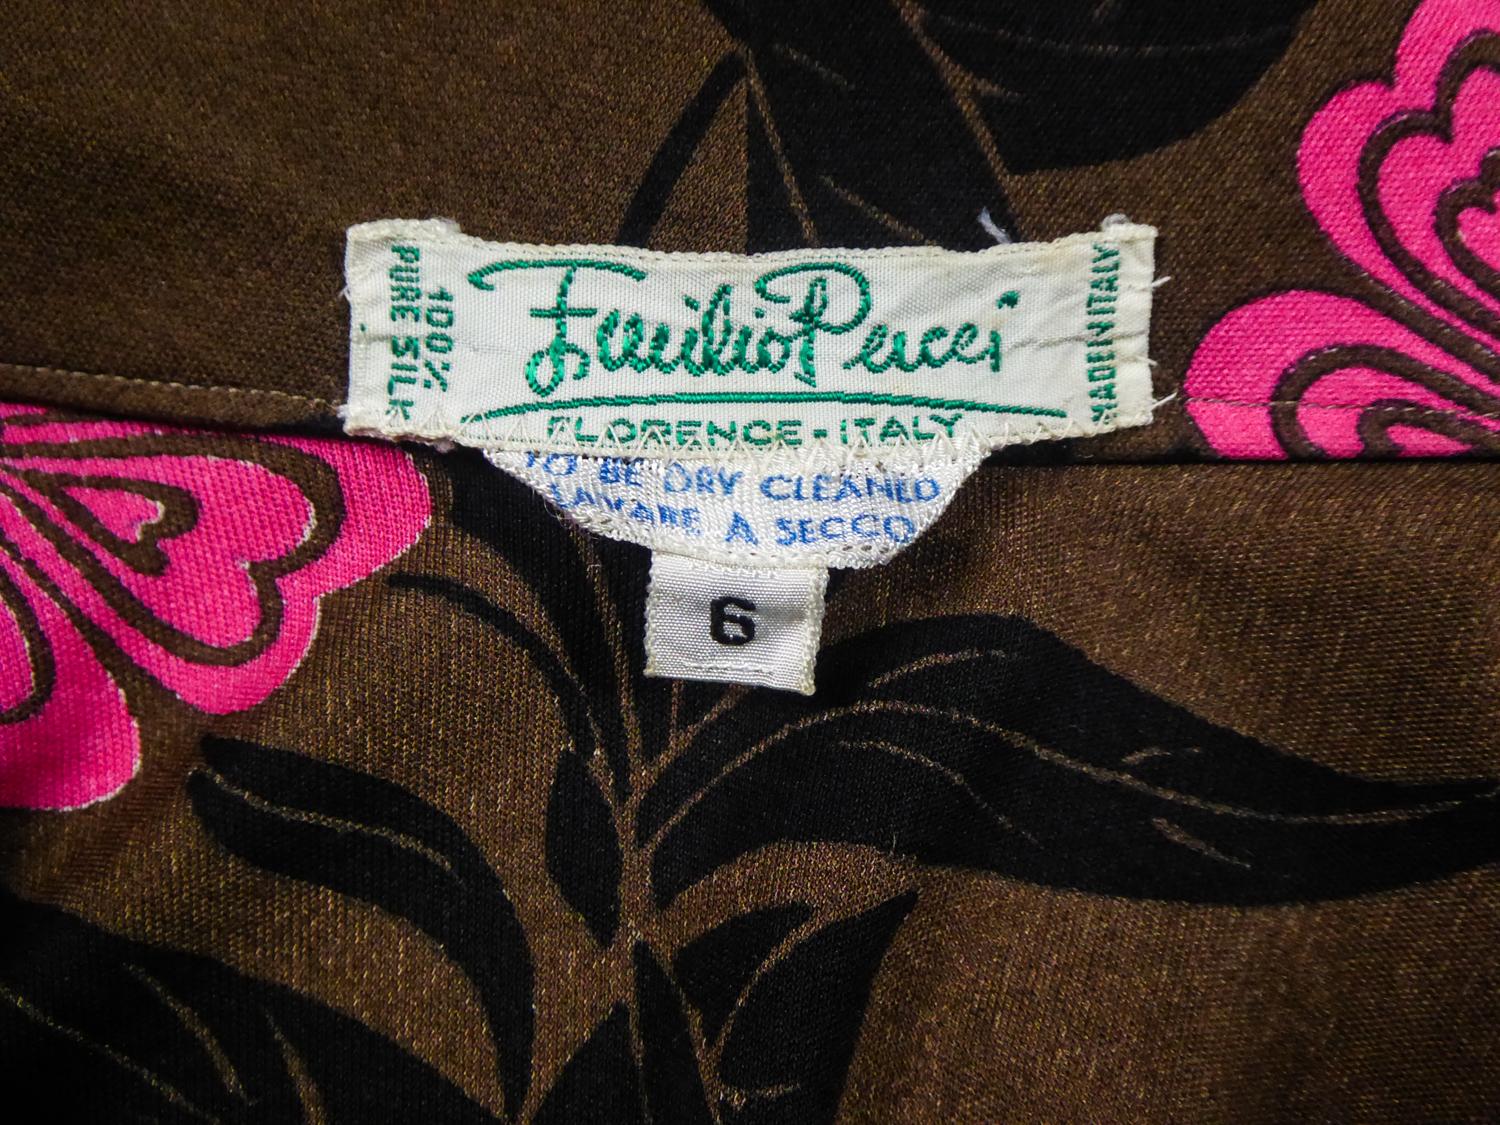 100%
PURE SILK
Emilio Pucci
MADE IN ITALY
FLORENCE - ITALY
TO BE DRY CLEANED
LAVARE A SECCO
6